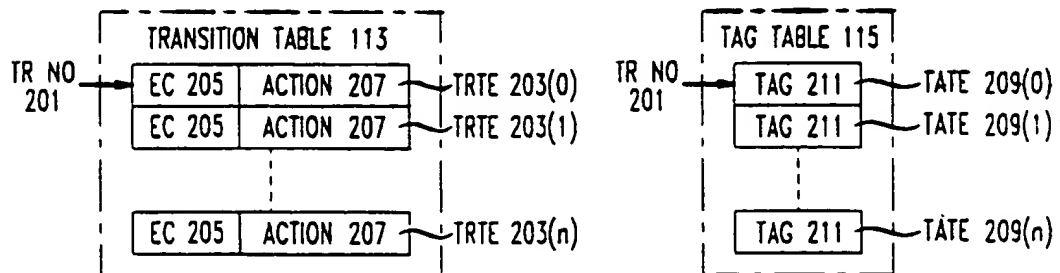 TRANSITION TABLE 113
TR NO 201
EC 205 ACTION 207 TRTE 203(0)
EC 205 ACTION 207 TRTE 203(1)
EC 205 ACTION 207 TRTE 203(n)
TAG TABLE 115
TR NO 201
TAG 211 TATE 209(0)
TAG 211 TATE 209(1)
TAG 211 TATE 209(n)